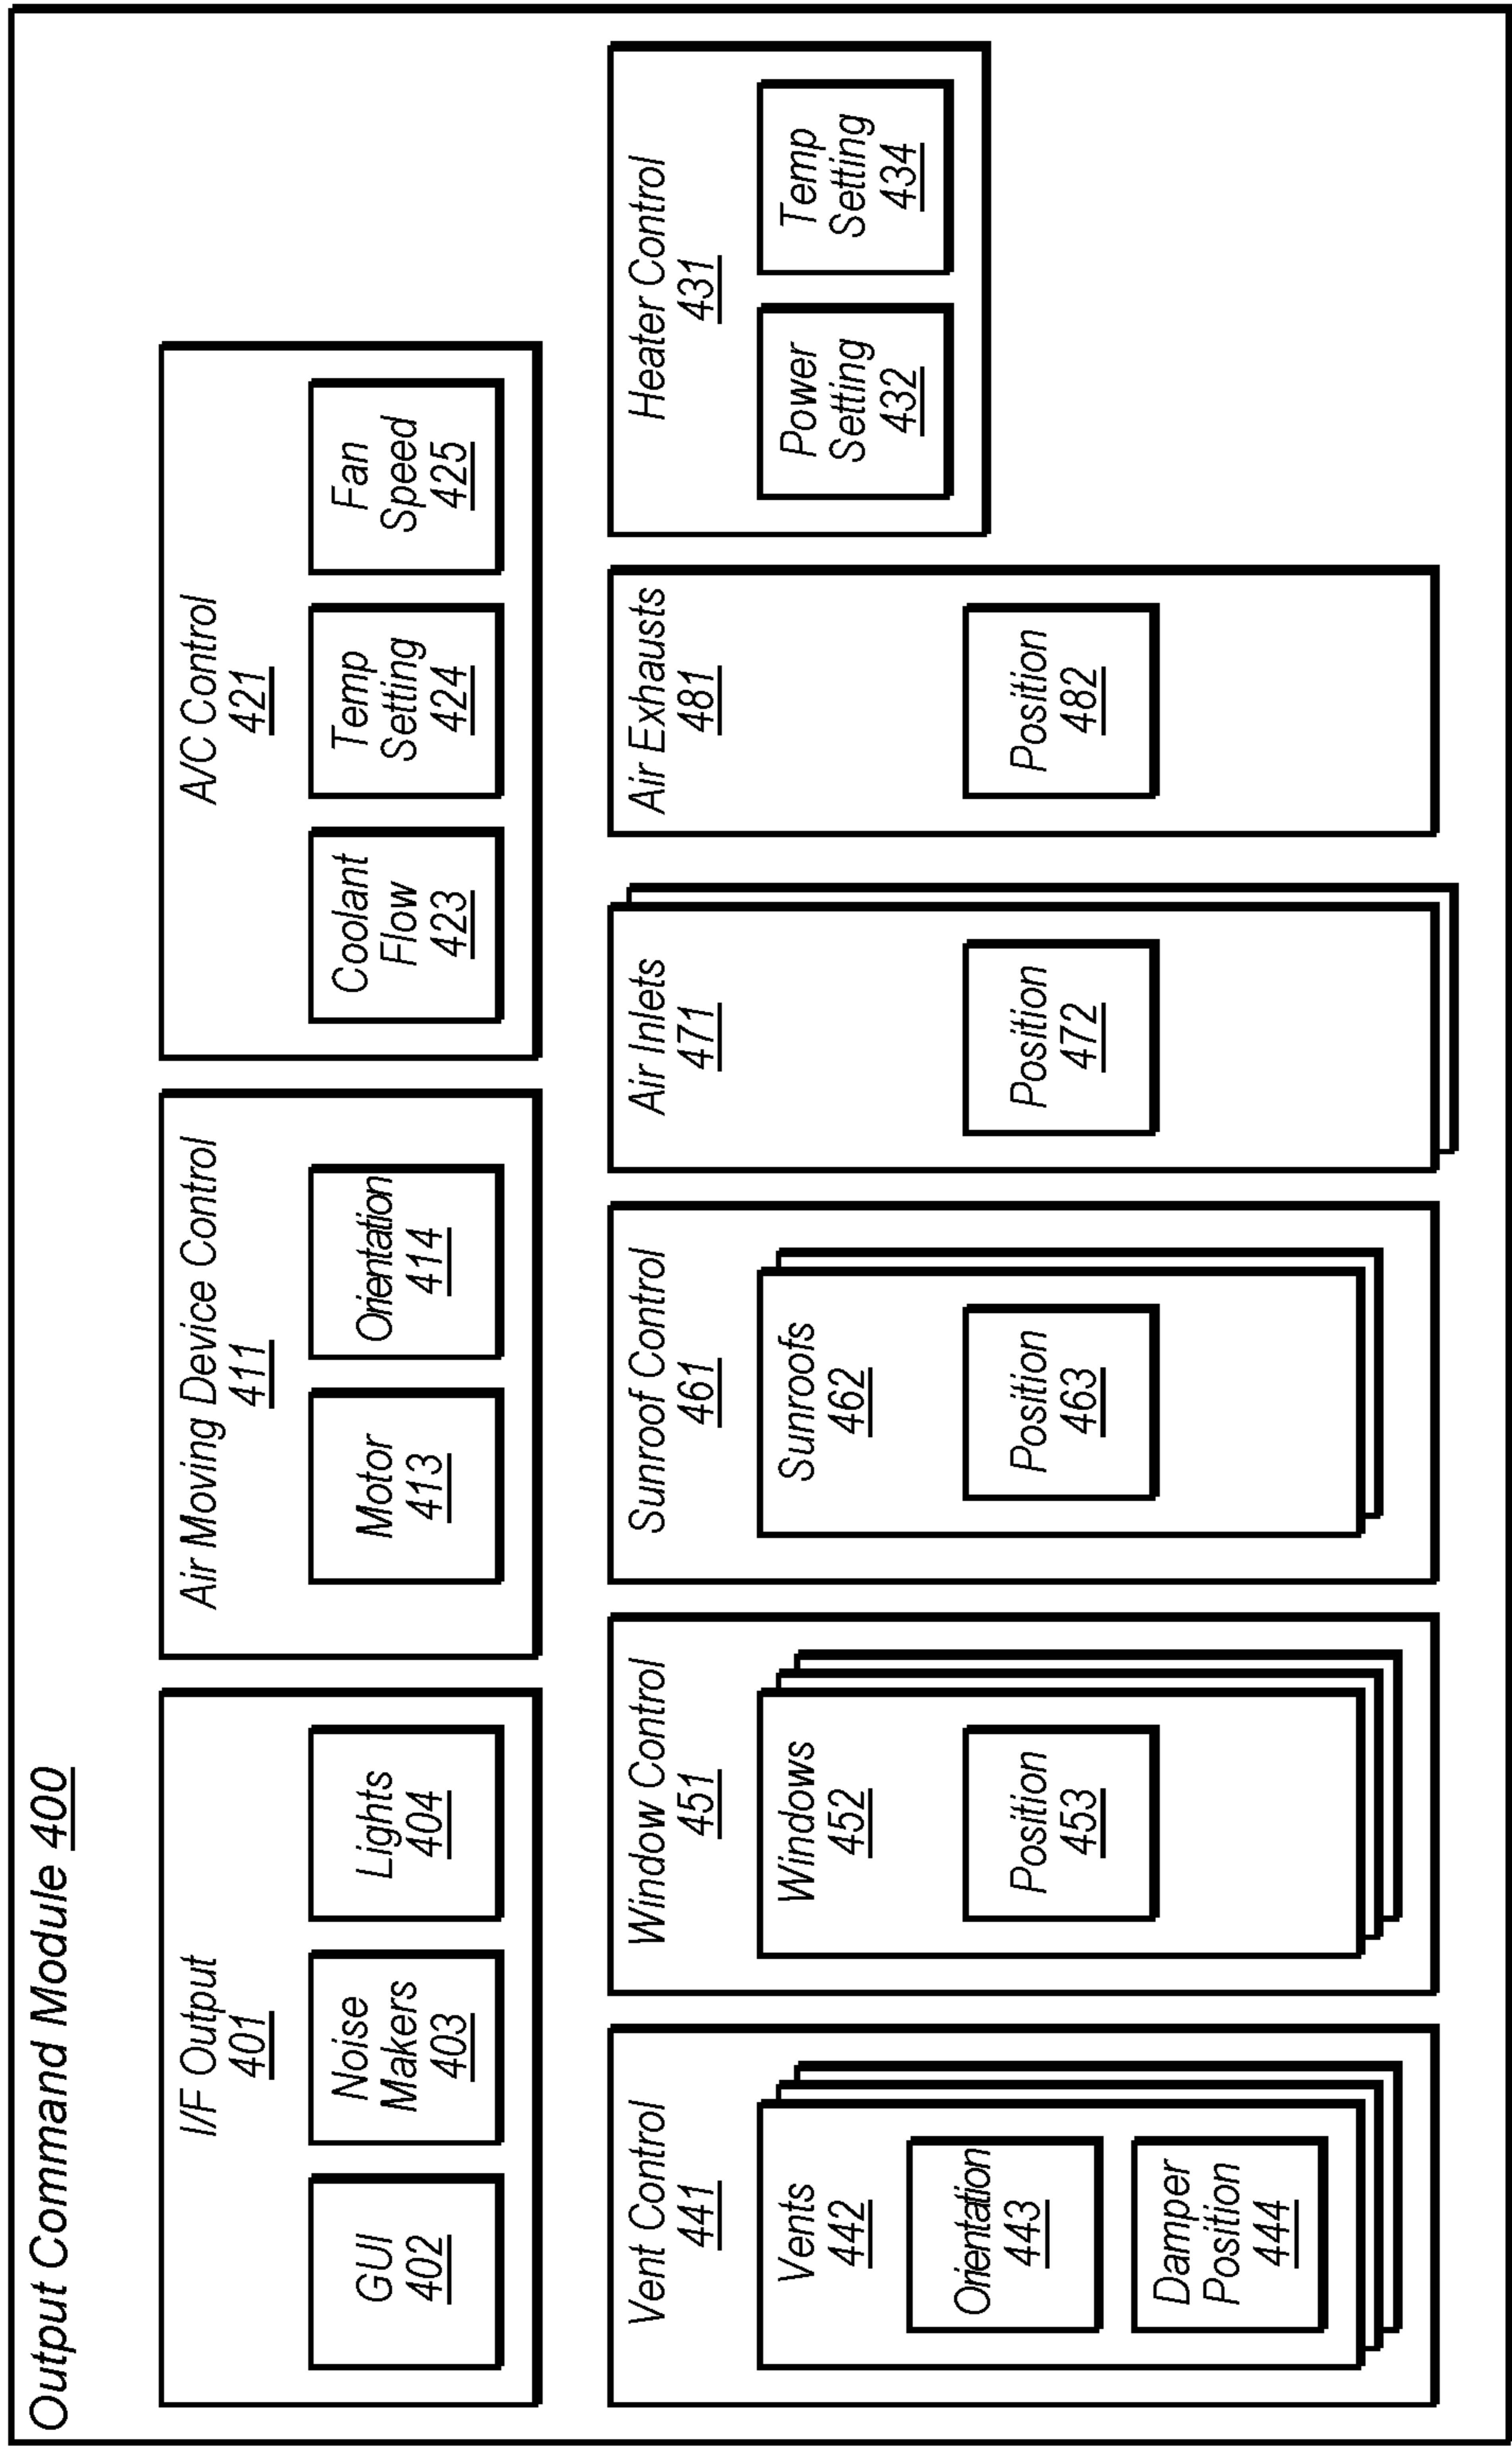 Output Command Module 400
I/F Output
401
GUI
402
Noise
Makers
403
Lights
404
Air Moving Device Control
411
Motor
413
Orientation
414
A/C Control
421
Coolant
Flow
423
Temp
Setting
424
Fan
Speed
425
Vent Control
441
Vents
442
Orientation
443
Damper
Position
444
Window Control
451
Windows
452
Position
453
Sunroof Control
461
Sunroofs
462
Position
463
Air Inlets
471
Position
472
Air Exhausts
481
Position
482
Heater Control
431
Power
Setting
432
Temp
Setting
434